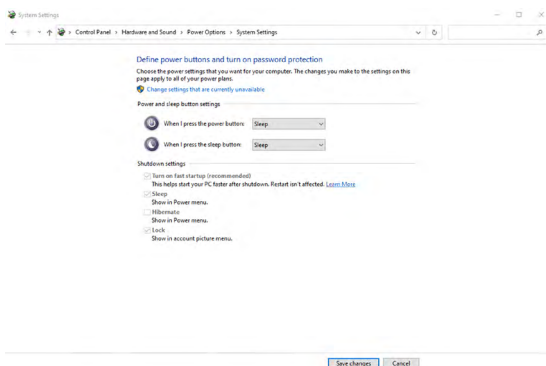 System Settings
Control Panel > Hardware and Sound > Power Options > System Settings
Define power buttons and turn on password protection
Choose the power settings that you want for your computer. The changes you make to the settings on this
page apply to all of your power plans.
Change settings that are currently unavailable
Power and sleep button settings
When I press the power button: Sleep
When I press the sleep button: Sleep
Shutdown settings
Turn on fast startup (recommended)
This helps start your PC faster after shutdown. Restart isn't affected. Learn More
Sleep
Show in Power menu.
Hibernate
Show in Power menu.
Lock
Show in account picture menu.
Save changes Cancel